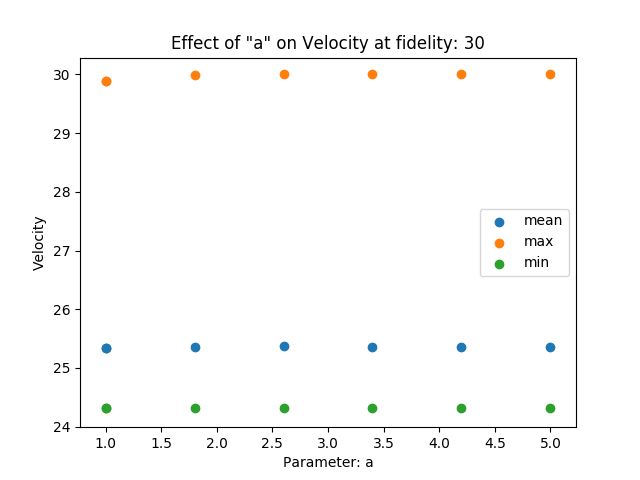 Effect of "a" on Velocity at fidelity: 30
30
29
28
27
26
25
24
Velocity
mean
max
min
1.0 1.5 2.0 2.5 3.0 3.5 4.0 4.5 5.0
Parameter: a